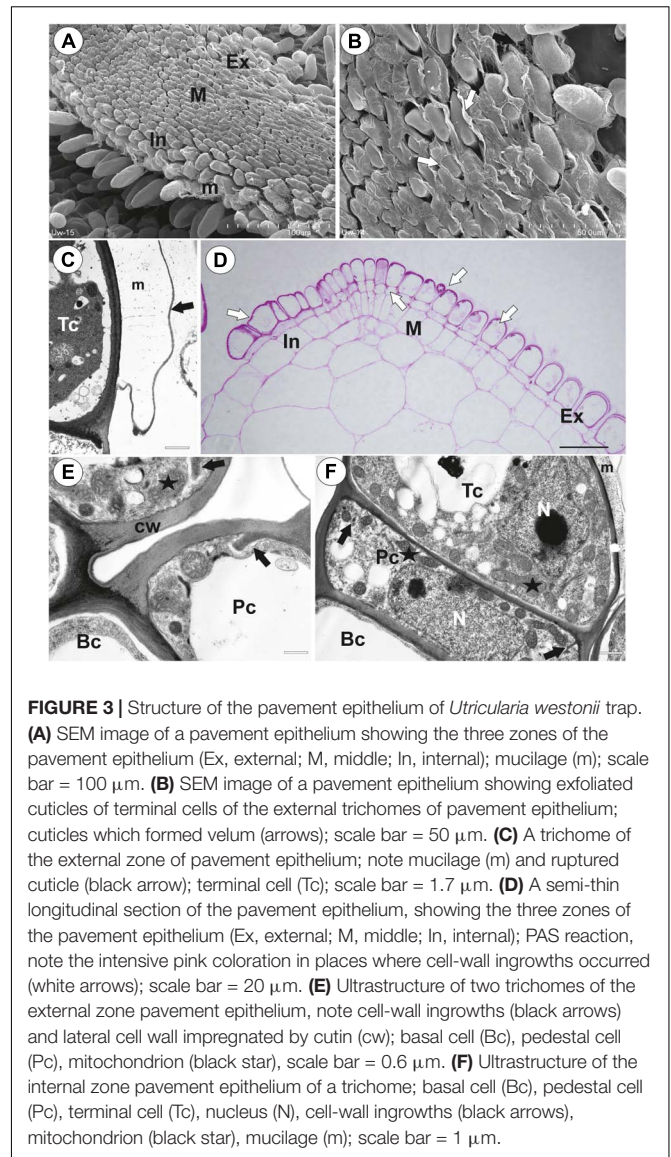 A
Ex
M
In
m
Uw-15
100um
B
50.0um
C
m
Tc
D
In
M
Ex
E
cw
Pc
Bc
F
m
Tc
N
Pc
N
Bc
FIGURE 3 | Structure of the pavement epithelium of Utricularia westonii trap.
(A) SEM image of a pavement epithelium showing the three zones of the
pavement epithelium (Ex, external; M, middle; In, internal); mucilage (m); scale
bar = 100 μm. (B) SEM image of a pavement epithelium showing exfoliated
cuticles of terminal cells of the external trichomes of pavement epithelium;
cuticles which formed velum (arrows); scale bar = 50 μm. (C) A trichome of
the external zone of pavement epithelium; note mucilage (m) and ruptured
cuticle (black arrow); terminal cell (Tc); scale bar = 1.7 μm. (D) A semi-thin
longitudinal section of the pavement epithelium, showing the three zones of
the pavement epithelium (Ex, external; M, middle; In, internal); PAS reaction,
note the intensive pink coloration in places where cell-wall ingrowths occurred
(white arrows); scale bar = 20 μm. (E) Ultrastructure of two trichomes of the
external zone pavement epithelium, note cell-wall ingrowths (black arrows)
and lateral cell wall impregnated by cutin (cw); basal cell (Bc), pedestal cell
(Pc), mitochondrion (black star), scale bar = 0.6 μm. (F) Ultrastructure of the
internal zone pavement epithelium of a trichome; basal cell (Bc), pedestal cell
(Pc), terminal cell (Tc), nucleus (N), cell-wall ingrowths (black arrows),
mitochondrion (black star), mucilage (m); scale bar = 1 μm.